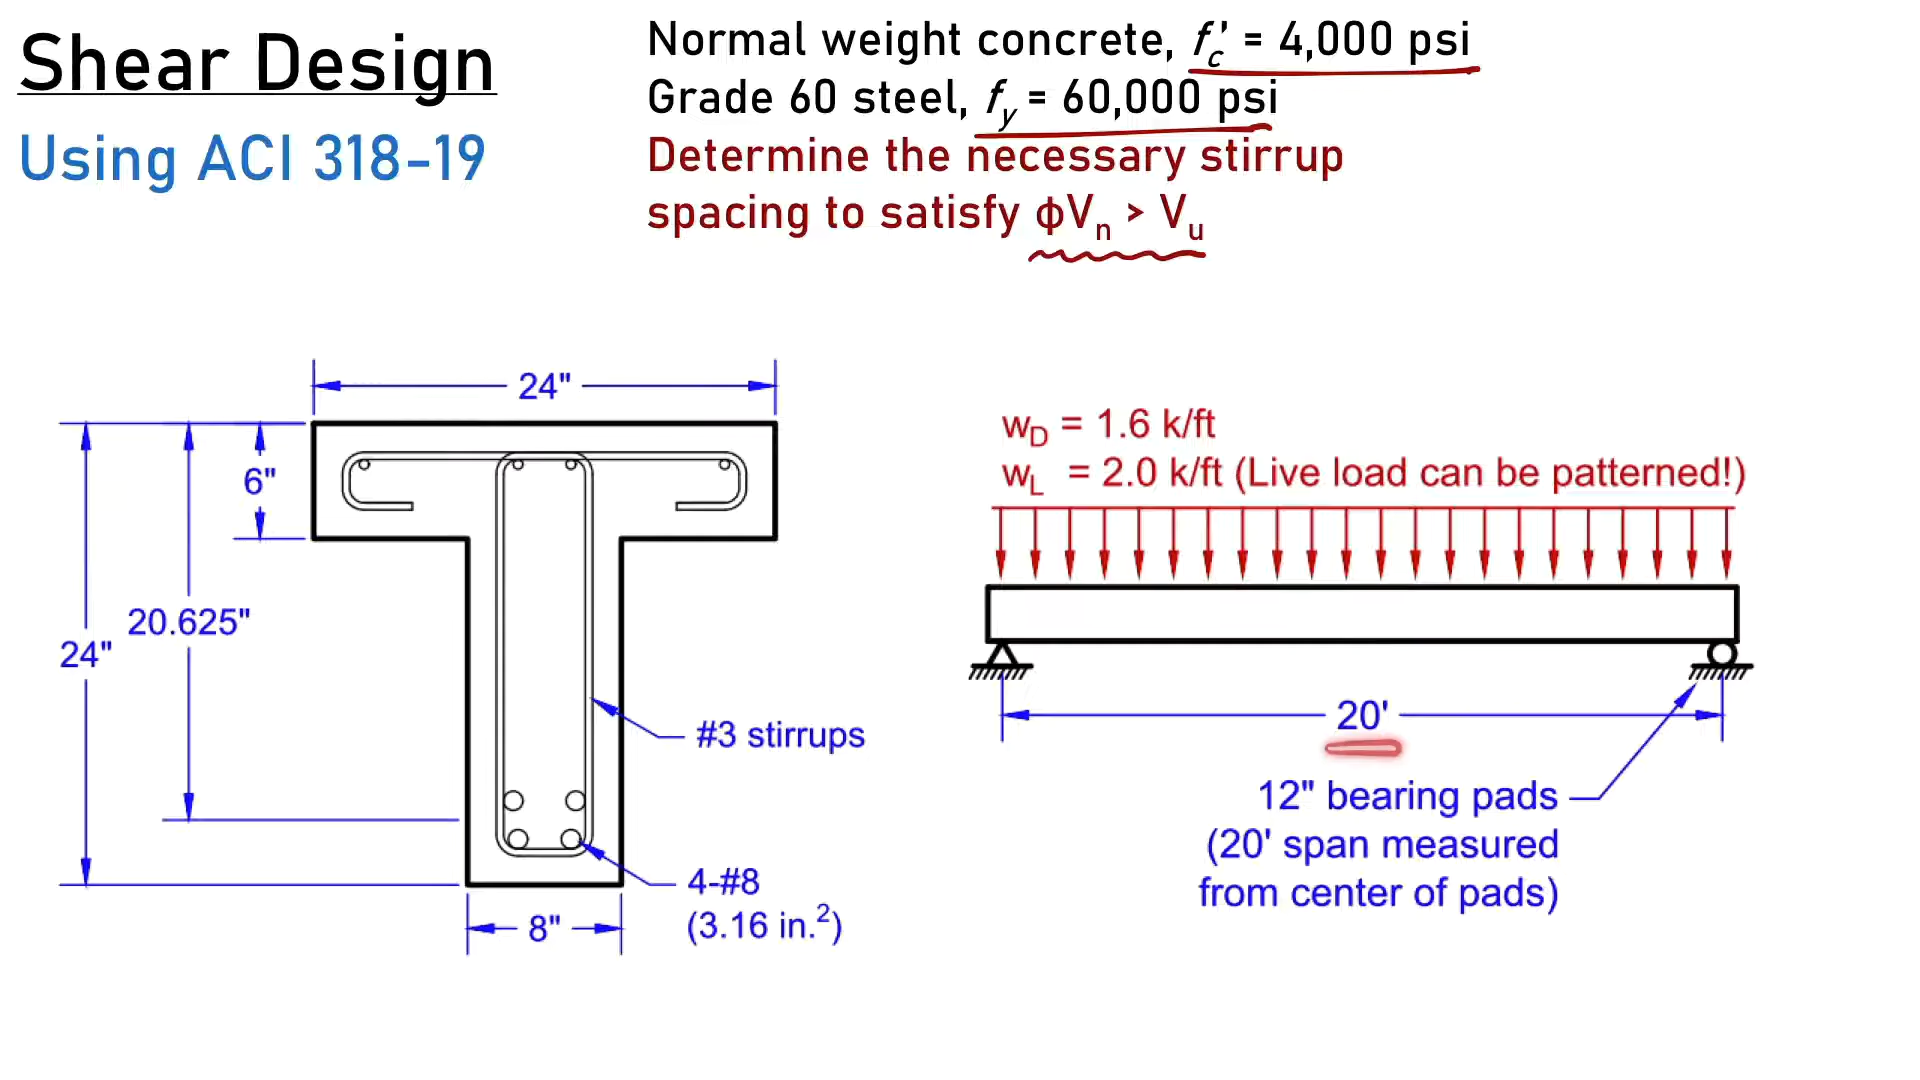 Shear Design
Using ACI 318-19
Normal weight concrete, f'c = 4,000 psi
Grade 60 steel, fy = 60,000 psi
Determine the necessary stirrup
spacing to satisfy ϕVn > Vu
24"
6"
20.625"
24"
#3 stirrups
4-#8
(3.16 in.²)
8"
wD = 1.6 k/ft
wL = 2.0 k/ft (Live load can be patterned!)
20'
12" bearing pads
(20' span measured
from center of pads)